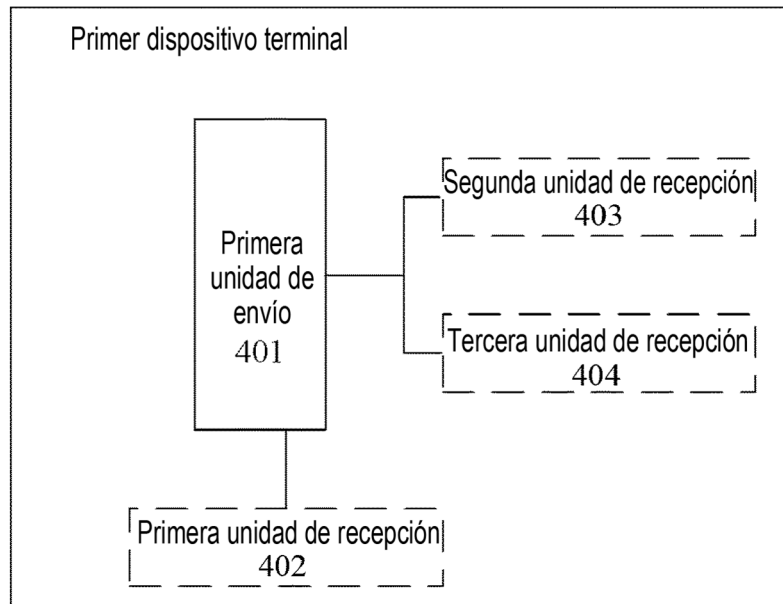 Primer dispositivo terminal
Primera
unidad de
envío
401
Segunda unidad de recepción
403
Tercera unidad de recepción
404
Primera unidad de recepción
402